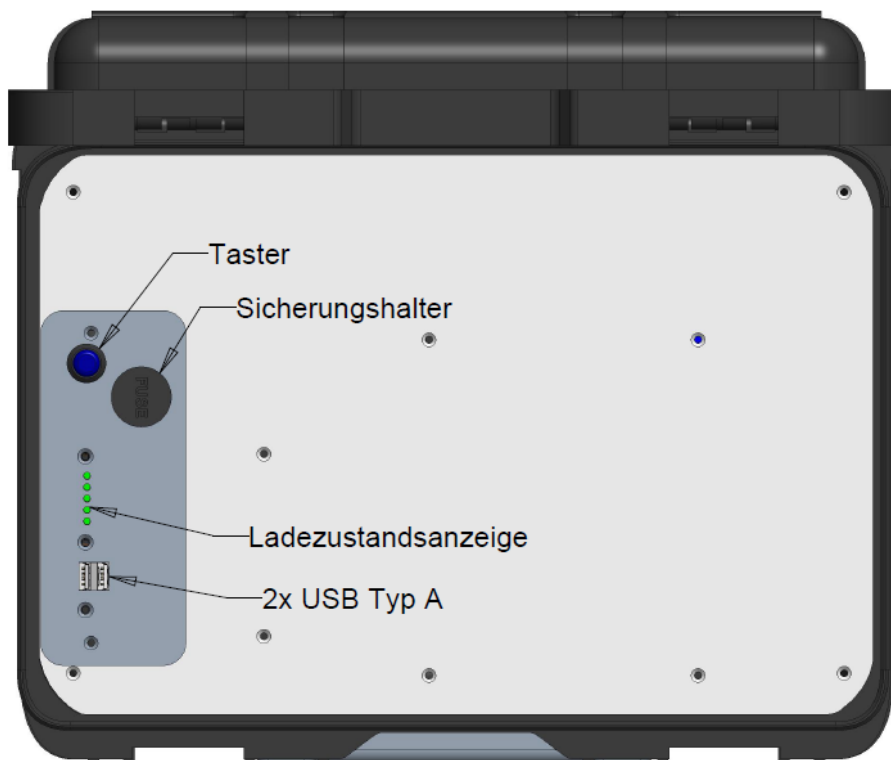 Taster
Sicherungshalter
FUSE
Ladezustandsanzeige
2x USB Typ A